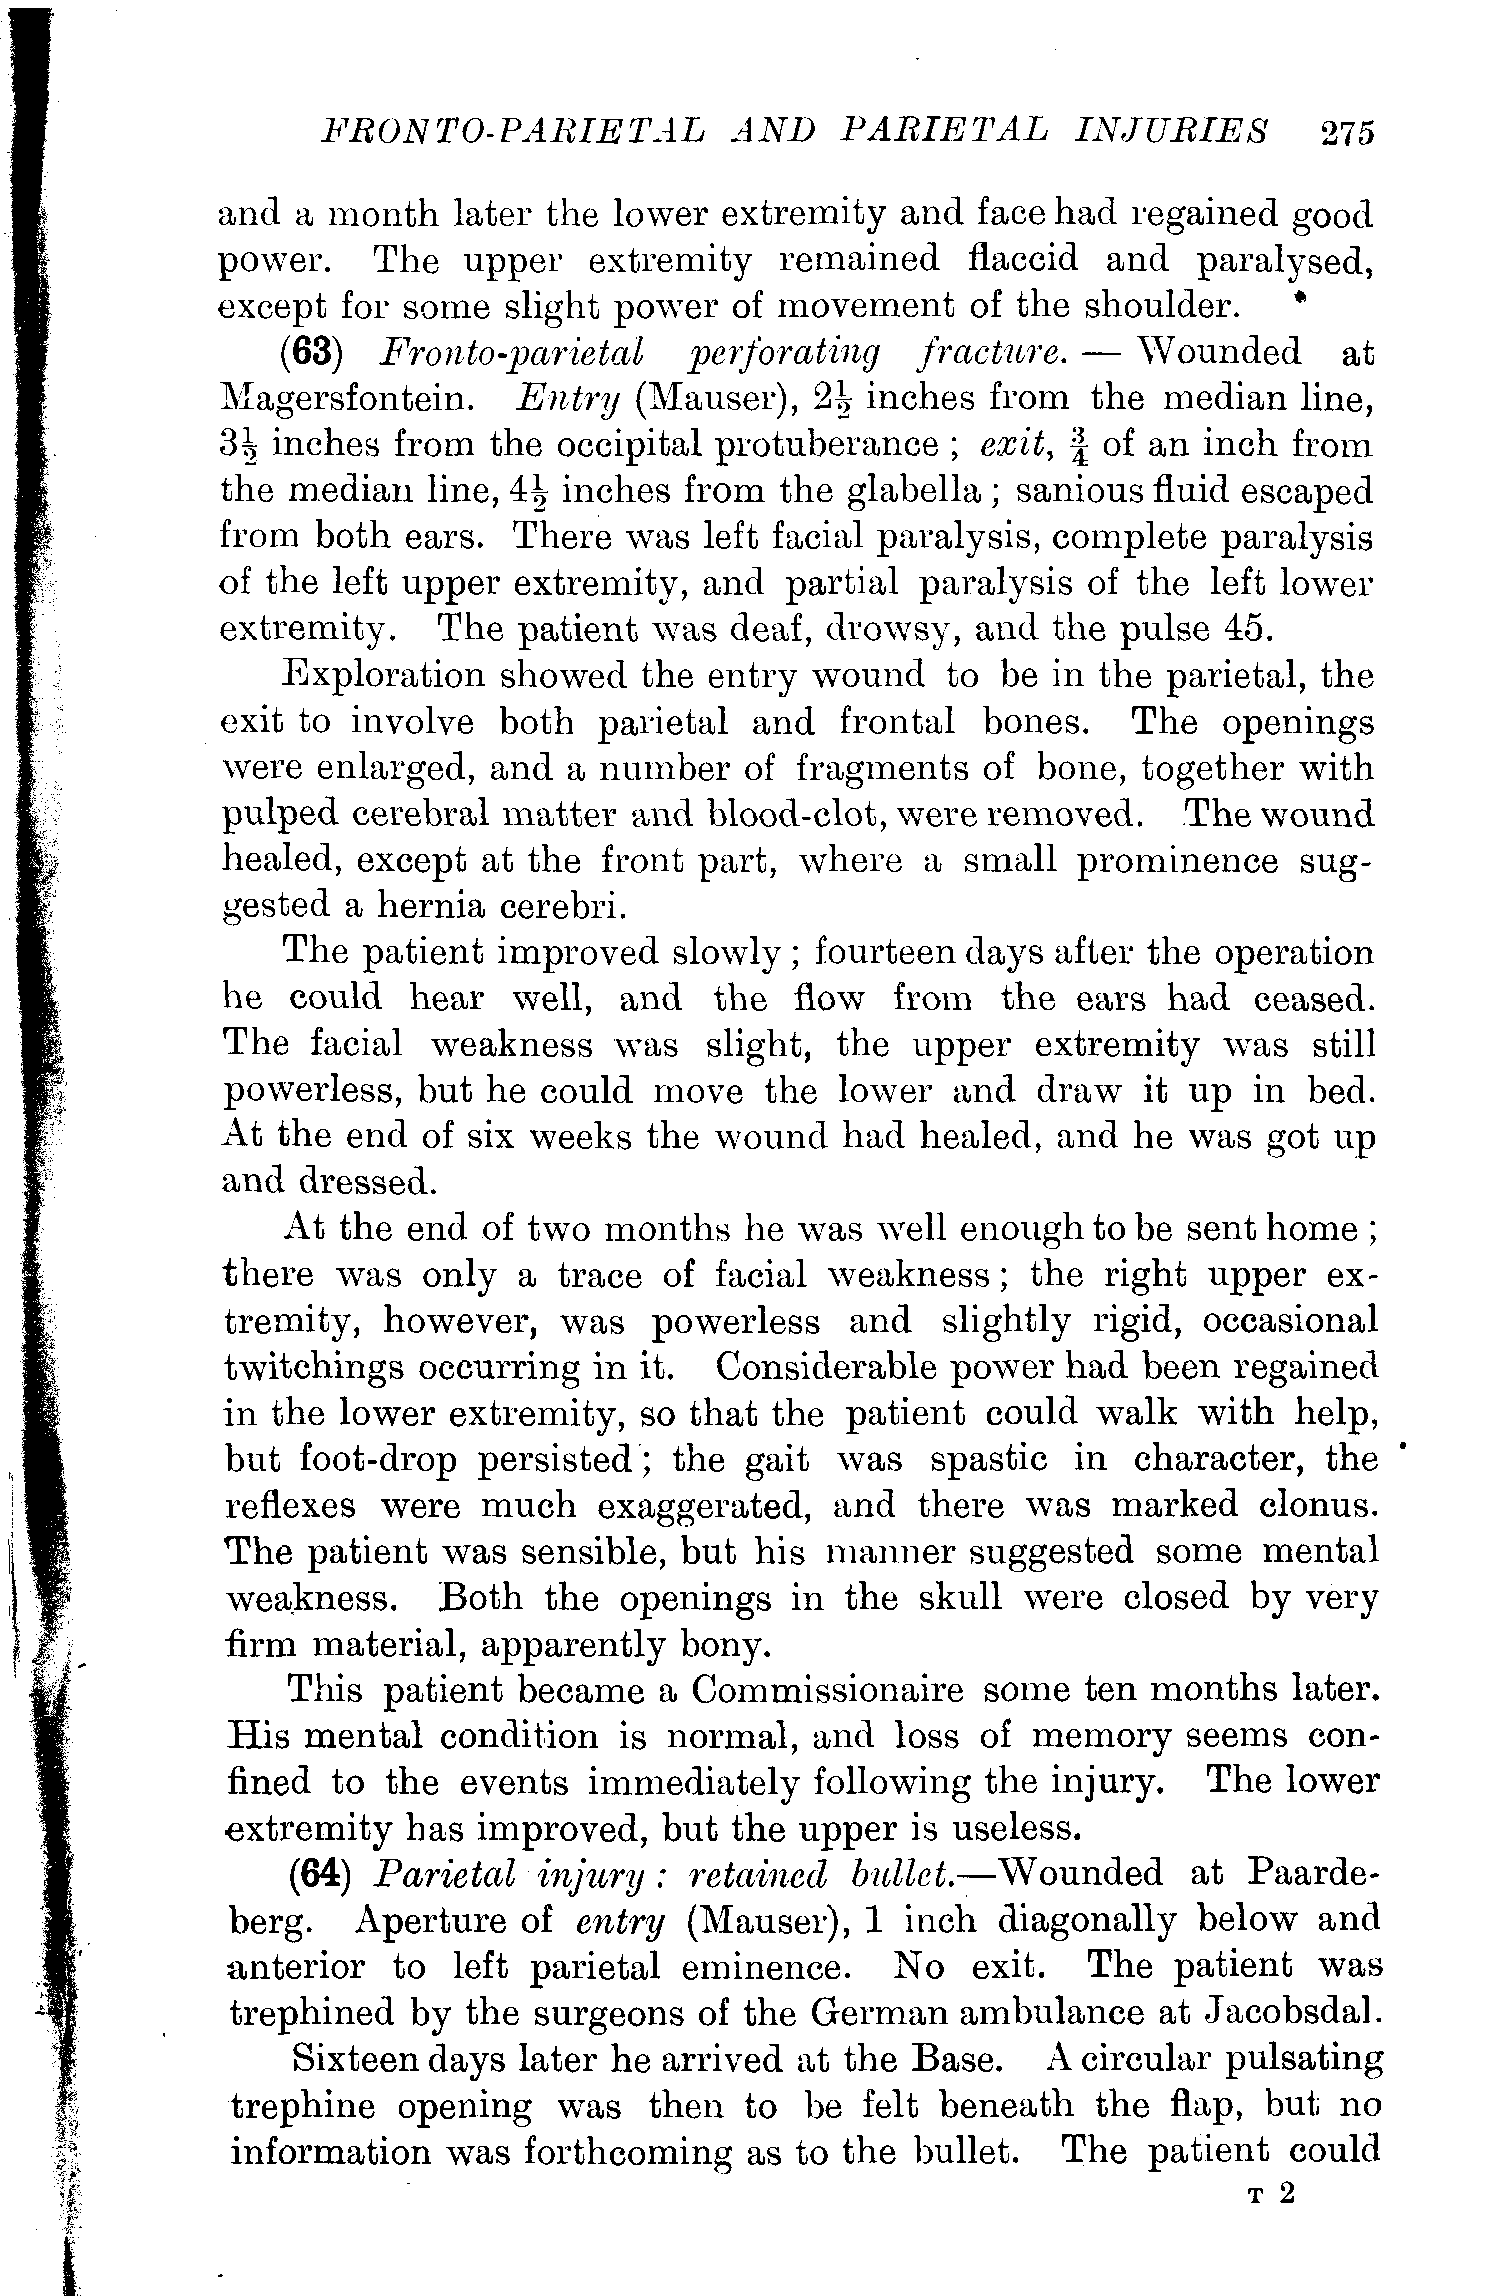 FRONTO-PARIETAL AND PARIETAL INJURIES 275
and a month later the lower extremity and face had regained good
power. The upper extremity remained flaccid and paralysed,
except for some slight power of movement of the shoulder.
(63) Fronto-parietal perforating fracture. — Wounded at
Magersfontein. Entry (Mauser), 2½ inches from the median line,
3½ inches from the occipital protuberance ; exit, ¾ of an inch from
the median line, 4½ inches from the glabella ; sanious fluid escaped
from both ears. There was left facial paralysis, complete paralysis
of the left upper extremity, and partial paralysis of the left lower
extremity. The patient was deaf, drowsy, and the pulse 45.
Exploration showed the entry wound to be in the parietal, the
exit to involve both parietal and frontal bones. The openings
were enlarged, and a number of fragments of bone, together with
pulped cerebral matter and blood-clot, were removed. The wound
healed, except at the front part, where a small prominence sug-
gested a hernia cerebri.
The patient improved slowly ; fourteen days after the operation
he could hear well, and the flow from the ears had ceased.
The facial weakness was slight, the upper extremity was still
powerless, but he could move the lower and draw it up in bed.
At the end of six weeks the wound had healed, and he was got up
and dressed.
At the end of two months he was well enough to be sent home ;
there was only a trace of facial weakness ; the right upper ex-
tremity, however, was powerless and slightly rigid, occasional
twitchings occurring in it. Considerable power had been regained
in the lower extremity, so that the patient could walk with help,
but foot-drop persisted ; the gait was spastic in character, the
reflexes were much exaggerated, and there was marked clonus.
The patient was sensible, but his manner suggested some mental
weakness. Both the openings in the skull were closed by very
firm material, apparently bony.
This patient became a Commissionaire some ten months later.
His mental condition is normal, and loss of memory seems con-
fined to the events immediately following the injury. The lower
extremity has improved, but the upper is useless.
(64) Parietal injury : retained bullet.—Wounded at Paarde-
berg. Aperture of entry (Mauser), 1 inch diagonally below and
anterior to left parietal eminence. No exit. The patient was
trephined by the surgeons of the German ambulance at Jacobsdal.
Sixteen days later he arrived at the Base. A circular pulsating
trephine opening was then to be felt beneath the flap, but no
information was forthcoming as to the bullet. The patient could
T 2